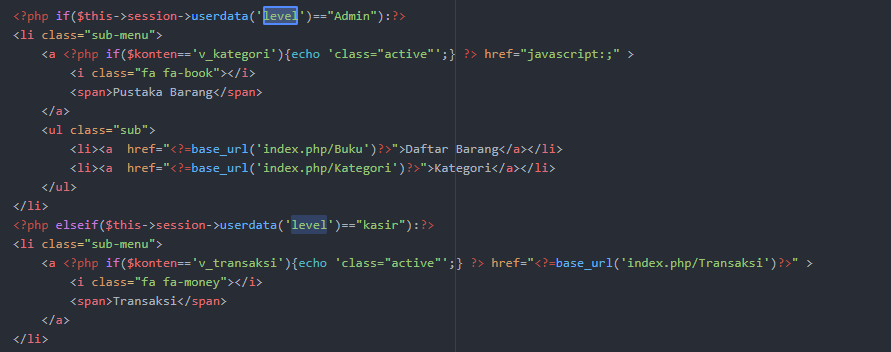 <?php if($this->session->userdata('level')=="Admin"):?>
<li class="sub-menu">
    <a <?php if($konten=='v_kategori'){echo 'class="active"';} ?> href="javascript:;" >
        <i class="fa fa-book"></i>
        <span>Pustaka Barang</span>
    </a>
    <ul class="sub">
        <li><a  href="<?=base_url('index.php/Buku')?>">Daftar Barang</a></li>
        <li><a  href="<?=base_url('index.php/Kategori')?>">Kategori</a></li>
    </ul>
</li>
<?php elseif($this->session->userdata('level')=="kasir"):?>
<li class="sub-menu">
    <a <?php if($konten=='v_transaksi'){echo 'class="active"';} ?> href="<?=base_url('index.php/Transaksi')?>" >
        <i class="fa fa-money"></i>
        <span>Transaksi</span>
    </a>
</li>